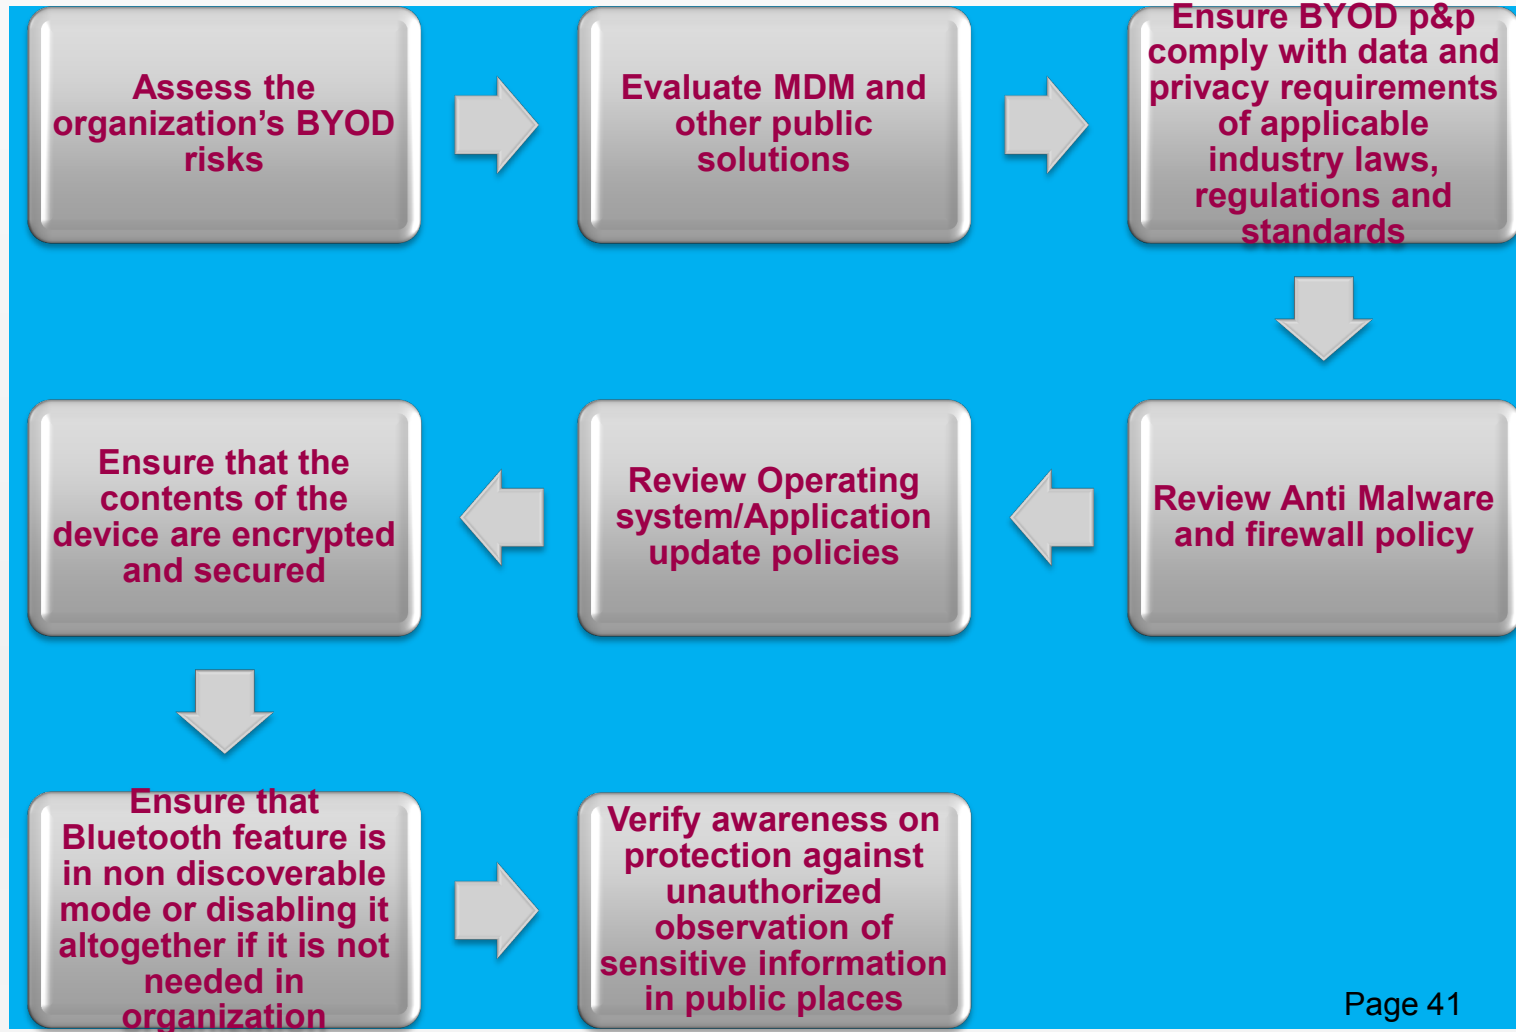 Assess the
organization’s BYOD
risks
Evaluate MDM and
other public
solutions
Ensure BYOD p&p
comply with data and
privacy requirements
of applicable
industry laws,
regulations and
standards
Review Anti Malware
and firewall policy
Review Operating
system/Application
update policies
Ensure that the
contents of the
device are encrypted
and secured
Ensure that
Bluetooth feature is
in non discoverable
mode or disabling it
altogether if it is not
needed in
organization
Verify awareness on
protection against
unauthorized
observation of
sensitive information
in public places
Page 41